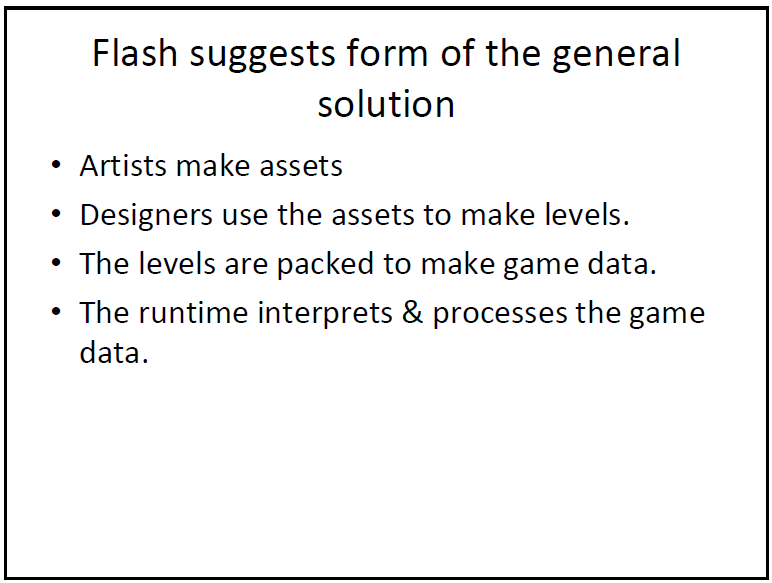 Flash suggests form of the general
solution
• Artists make assets
• Designers use the assets to make levels.
• The levels are packed to make game data.
• The runtime interprets & processes the game
data.